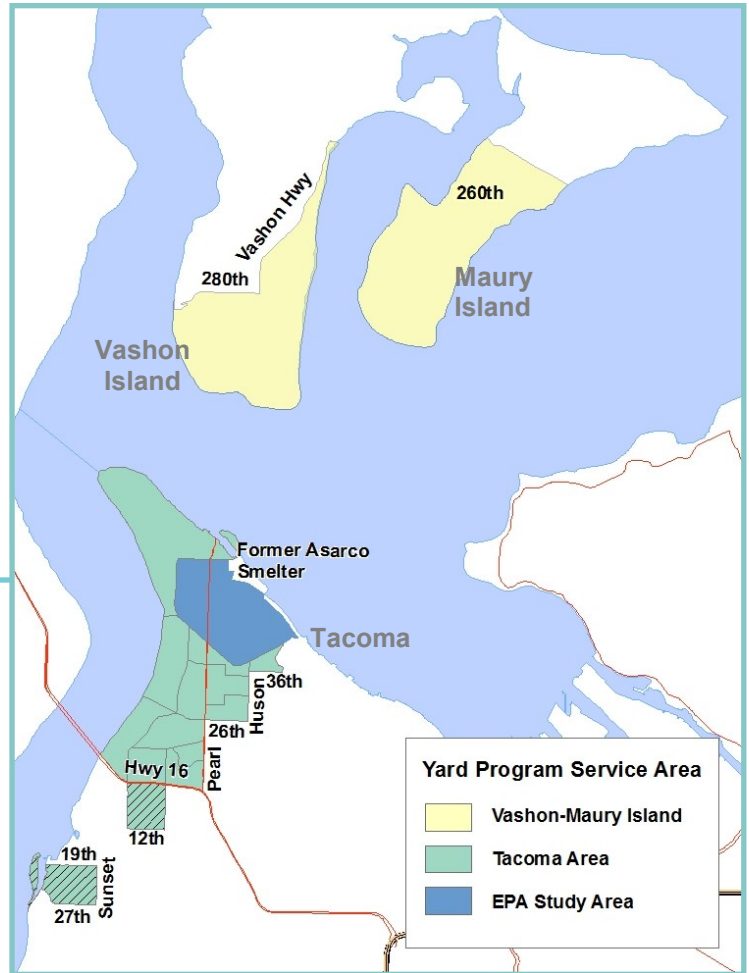 Vashon Hwy
260th
280th
Maury
Island
Vashon
Island
Former Asarco
Smelter
Tacoma
36th
Huson
26th
Pearl
Hwy 16
12th
19th
Sunset
27th
Yard Program Service Area
Vashon-Maury Island
Tacoma Area
EPA Study Area